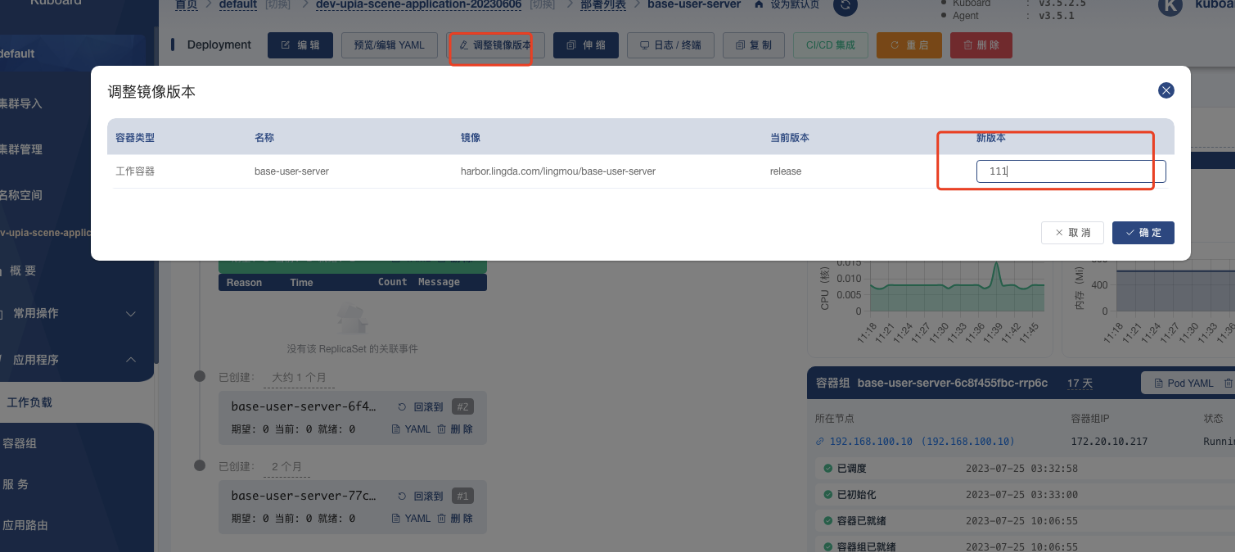 Kuboard
首页 > default [切换] > dev-upia-scene-application-20230606 [切换] > 部署列表 > base-user-server 设为默认页
Kuboard : v3.5.2.5
Agent : v3.5.1
K kuboa
Deployment 编辑 预览/编辑 YAML 调整镜像版本 伸缩 日志 / 终端 复制 CI/CD 集成 重启 删除
default
集群导入
集群管理
名称空间
v-upia-scene-applic
概要
常用操作
应用程序
工作负载
容器组
服务
应用路由
调整镜像版本
容器类型 名称 镜像 当前版本 新版本
工作容器 base-user-server harbor.lingda.com/lingmou/base-user-server release 111
取消 确定
Reason Time Count Message
没有该 ReplicaSet 的关联事件
已创建: 大约 1 个月
base-user-server-6f4... 回滚到 #2
期望: 0 当前: 0 就绪: 0 YAML 删除
已创建: 2 个月
base-user-server-77c... 回滚到 #1
期望: 0 当前: 0 就绪: 0 YAML 删除
CPU (核)
0.015
0.010
0.005
0
11:18 11:21 11:24 11:27 11:30 11:33 11:36 11:39 11:42 11:45
内存 (Mi)
400
0
11:18 11:21 11:24 11:27 11:30 11:33
容器组 base-user-server-6c8f455fbc-rrp6c 17 天 Pod YAML
所在节点 容器组IP 状态
192.168.100.10 (192.168.100.10) 172.20.10.217 Runni
已调度 2023-07-25 03:32:58
已初始化 2023-07-25 03:33:00
容器已就绪 2023-07-25 10:06:55
容器组已就绪 2023-07-25 10:06:55